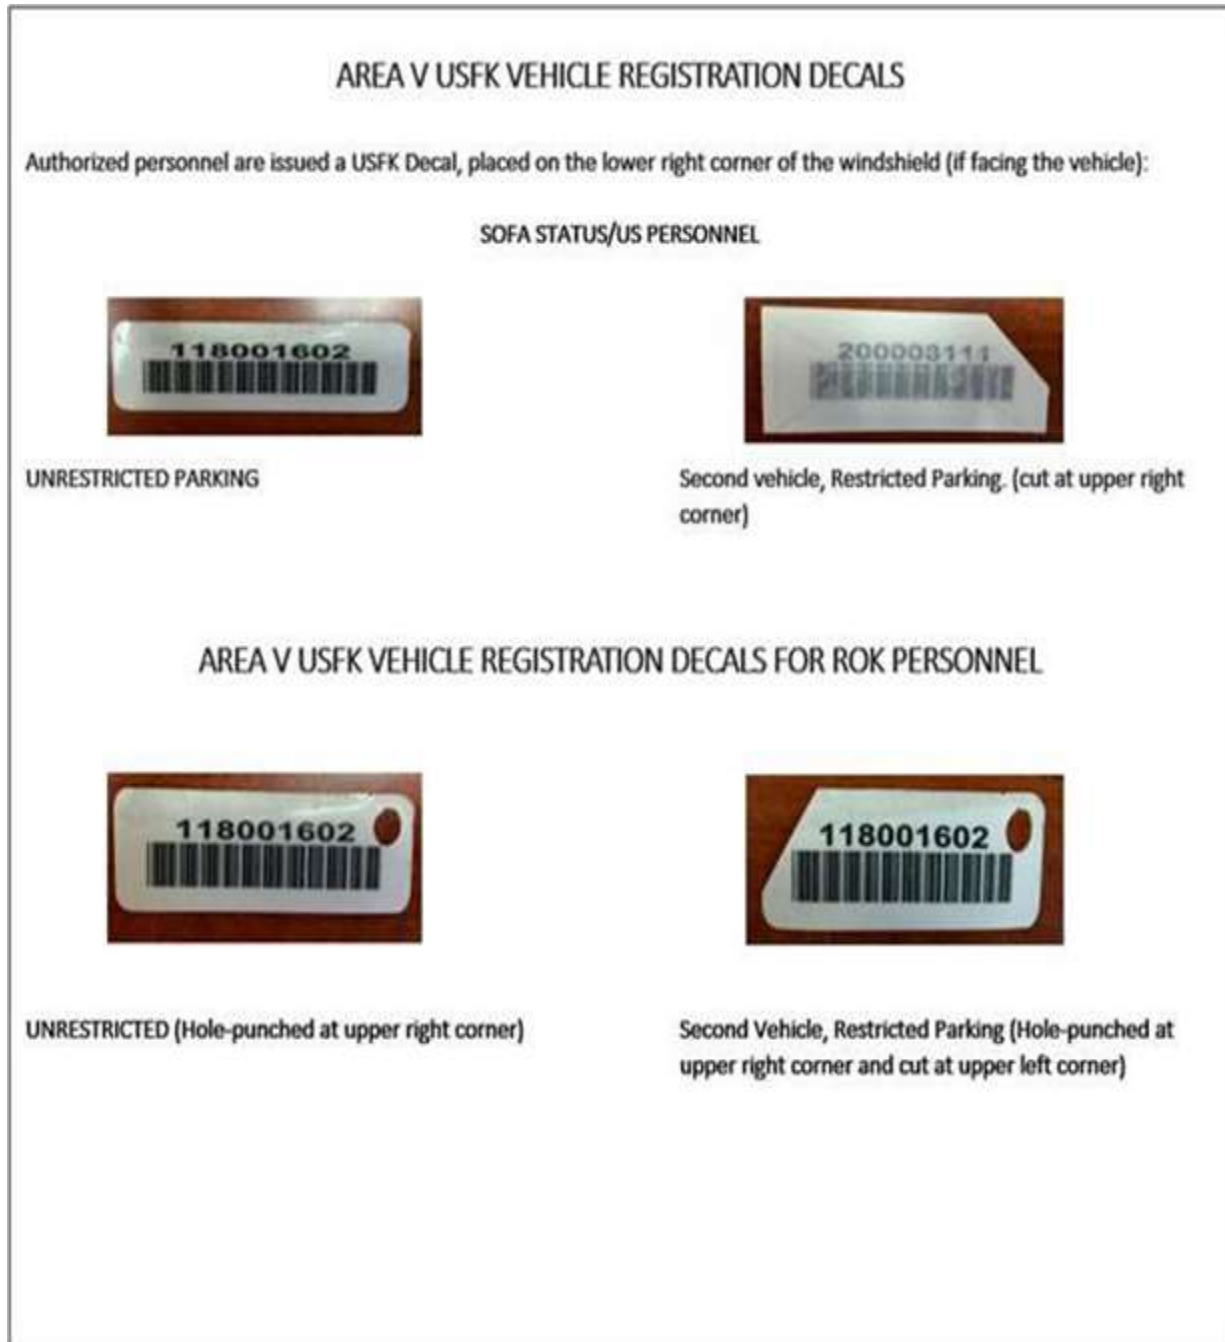 AREA V USFK VEHICLE REGISTRATION DECALS
Authorized personnel are issued a USFK Decal, placed on the lower right corner of the windshield (if facing the vehicle):
SOFA STATUS/US PERSONNEL
118001602
200003111
UNRESTRICTED PARKING
Second vehicle, Restricted Parking. (cut at upper right
corner)
AREA V USFK VEHICLE REGISTRATION DECALS FOR ROK PERSONNEL
118001602
118001602
UNRESTRICTED (Hole-punched at upper right corner)
Second Vehicle, Restricted Parking (Hole-punched at
upper right corner and cut at upper left corner)